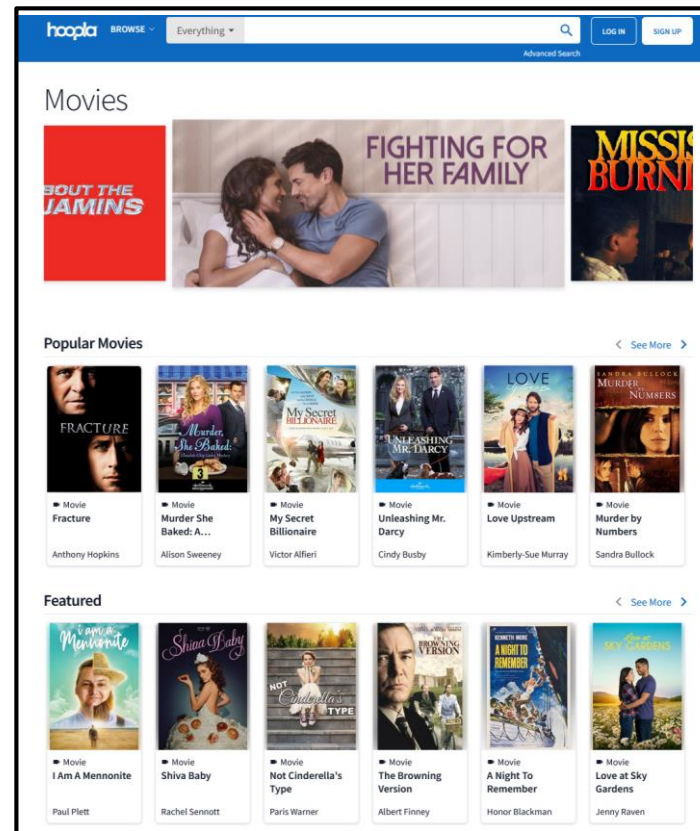 hoopla BROWSE Everything LOG IN SIGN UP
Advanced Search
Movies
BOUT THE
JAMINS
FIGHTING FOR
HER FAMILY
MISSIS
BURNI
Popular Movies See More
FRACTURE
Murder,
She Baked:
3
My Secret
BILLIONAIRE
UNLEASHING
MR. DARCY
LOVE
SANDRA BULLOCK
MURDER
BY
NUMBERS
Movie Movie Movie Movie Movie Movie
Fracture Murder She My Secret Unleashing Mr. Love Upstream Murder by
Baked: A... Billionaire Darcy Numbers
Anthony Hopkins Alison Sweeney Victor Alfieri Cindy Busby Kimberly-Sue Murray Sandra Bullock
Featured See More
i am a
Mennonite
Shiva Baby
NOT
Cinderella's
TYPE
THE
BROWNING
VERSION
KENNETH MORE
A NIGHT TO
REMEMBER
Love at
SKY GARDENS
Movie Movie Movie Movie Movie Movie
I Am A Mennonite Shiva Baby Not Cinderella's The Browning A Night To Love at Sky
Type Version Remember Gardens
Paul Plett Rachel Sennott Paris Warner Albert Finney Honor Blackman Jenny Raven